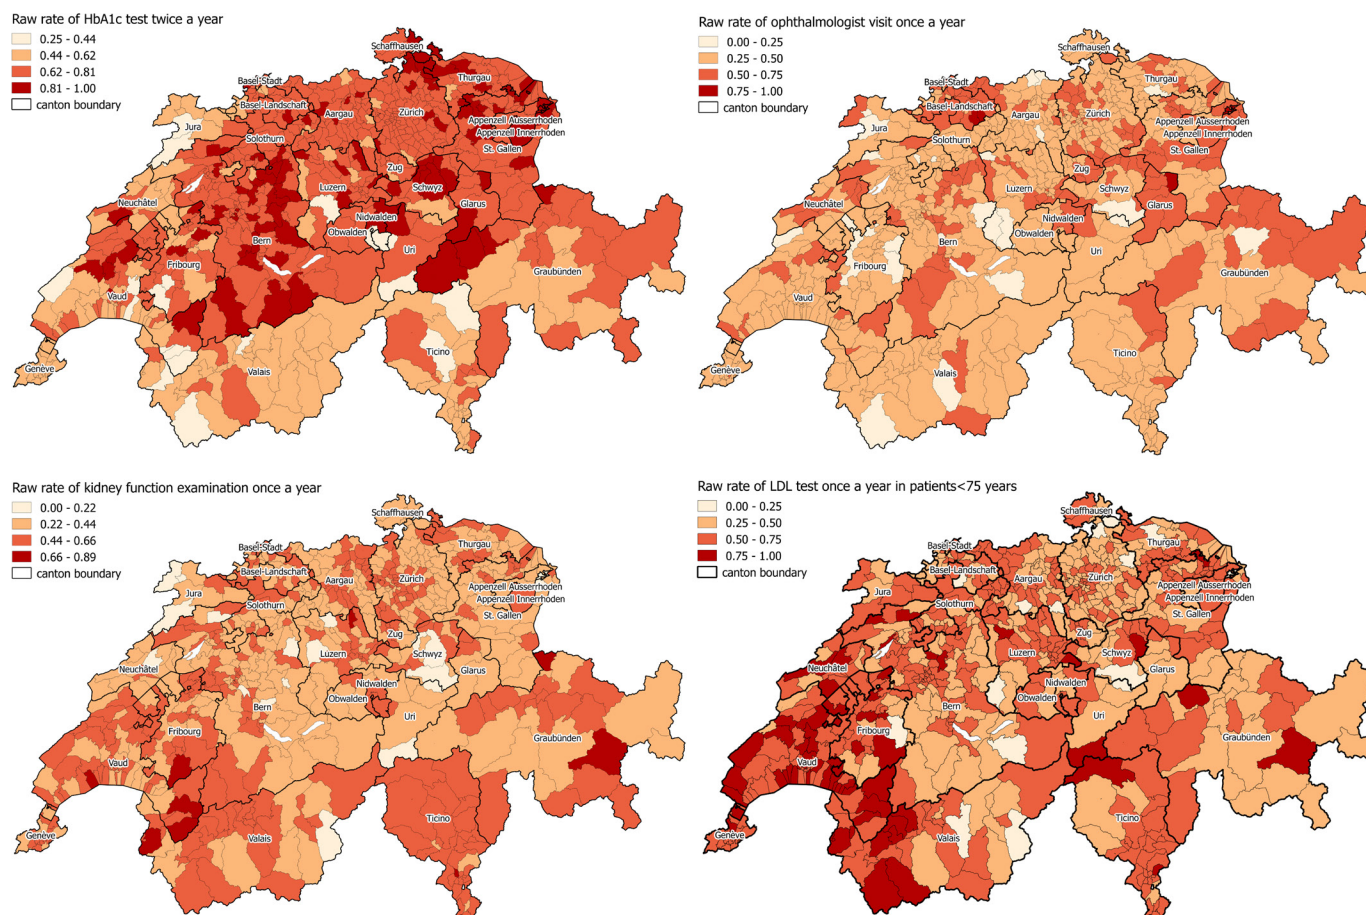 Raw rate of HbA1c test twice a year
0.25 - 0.44
0.44 - 0.62
0.62 - 0.81
0.81 - 1.00
canton boundary
Schaffhausen
Basel-Stadt
Thurgau
Basel-Landschaft
Aargau
Zürich
Appenzell Ausserrhoden
Appenzell Innerrhoden
Jura
Solothurn
St. Gallen
Zug
Luzern
Schwyz
Neuchâtel
Nidwalden
Glarus
Obwalden
Bern
Uri
Fribourg
Graubünden
Vaud
Ticino
Genève
Valais
Raw rate of ophthalmologist visit once a year
0.00 - 0.25
0.25 - 0.50
0.50 - 0.75
0.75 - 1.00
canton boundary
Schaffhausen
Basel-Stadt
Thurgau
Basel-Landschaft
Aargau
Zürich
Appenzell Ausserrhoden
Appenzell Innerrhoden
Jura
Solothurn
St. Gallen
Zug
Luzern
Schwyz
Neuchâtel
Nidwalden
Glarus
Obwalden
Bern
Uri
Fribourg
Graubünden
Vaud
Ticino
Genève
Valais
Raw rate of kidney function examination once a year
0.00 - 0.22
0.22 - 0.44
0.44 - 0.66
0.66 - 0.89
canton boundary
Schaffhausen
Basel-Stadt
Thurgau
Basel-Landschaft
Aargau
Zürich
Appenzell Ausserrhoden
Appenzell Innerrhoden
Jura
Solothurn
St. Gallen
Zug
Luzern
Schwyz
Neuchâtel
Nidwalden
Glarus
Obwalden
Bern
Uri
Fribourg
Graubünden
Vaud
Ticino
Genève
Valais
Raw rate of LDL test once a year in patients<75 years
0.00 - 0.25
0.25 - 0.50
0.50 - 0.75
0.75 - 1.00
canton boundary
Schaffhausen
Basel-Stadt
Thurgau
Basel-Landschaft
Aargau
Zürich
Appenzell Ausserrhoden
Appenzell Innerrhoden
Jura
Solothurn
St. Gallen
Zug
Luzern
Schwyz
Neuchâtel
Nidwalden
Glarus
Obwalden
Bern
Uri
Fribourg
Graubünden
Vaud
Ticino
Genève
Valais